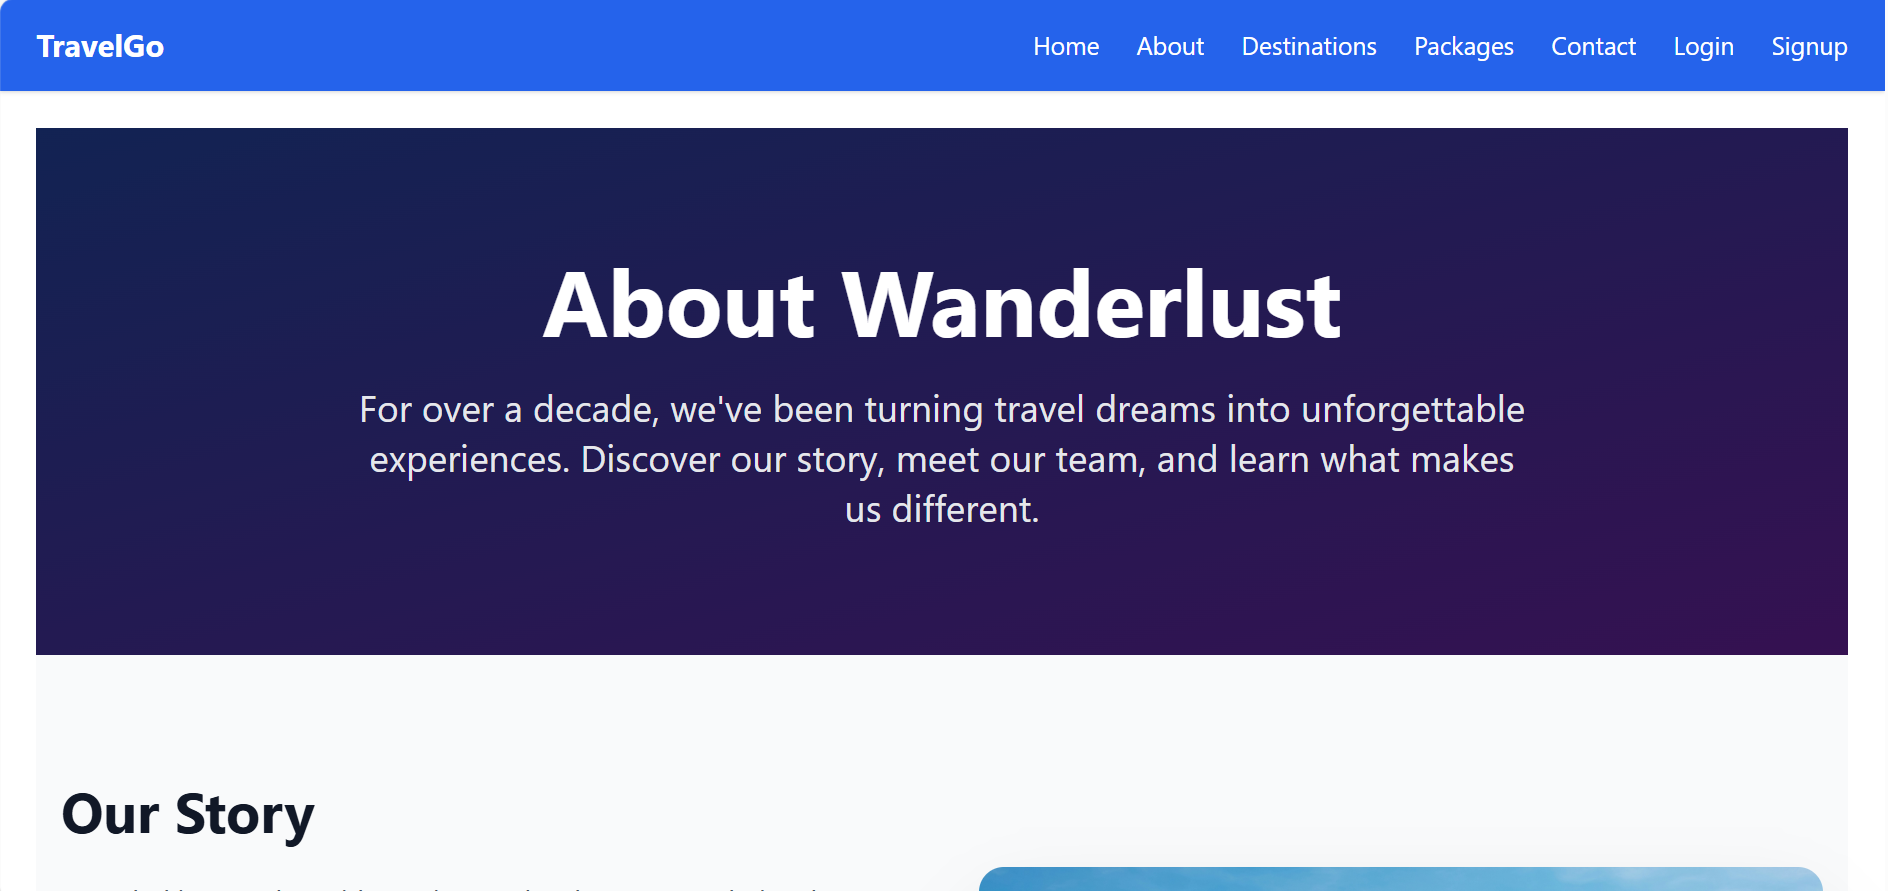 TravelGo
Home About Destinations Packages Contact Login Signup
About Wanderlust
For over a decade, we've been turning travel dreams into unforgettable
experiences. Discover our story, meet our team, and learn what makes
us different.
Our Story